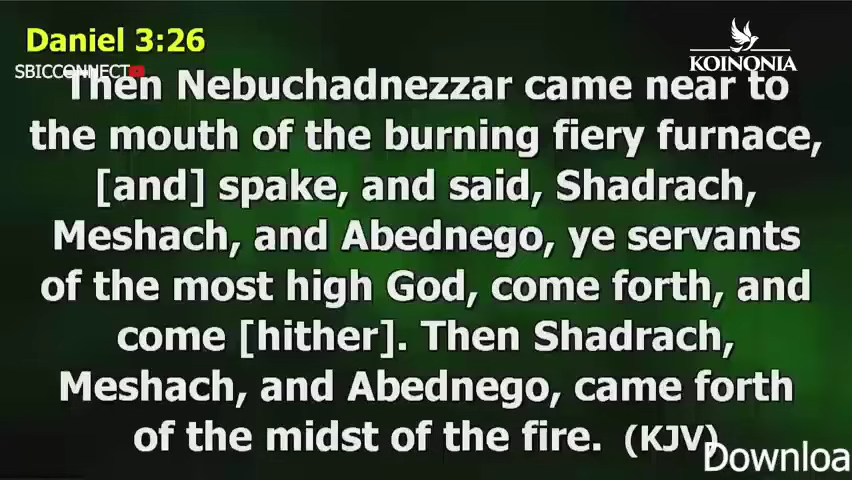 Daniel 3:26
KOINONIA
SBICCONNECT
Then Nebuchadnezzar came near to
the mouth of the burning fiery furnace,
[and] spake, and said, Shadrach,
Meshach, and Abednego, ye servants
of the most high God, come forth, and
come [hither]. Then Shadrach,
Meshach, and Abednego, came forth
of the midst of the fire. (KJV)
Downloa